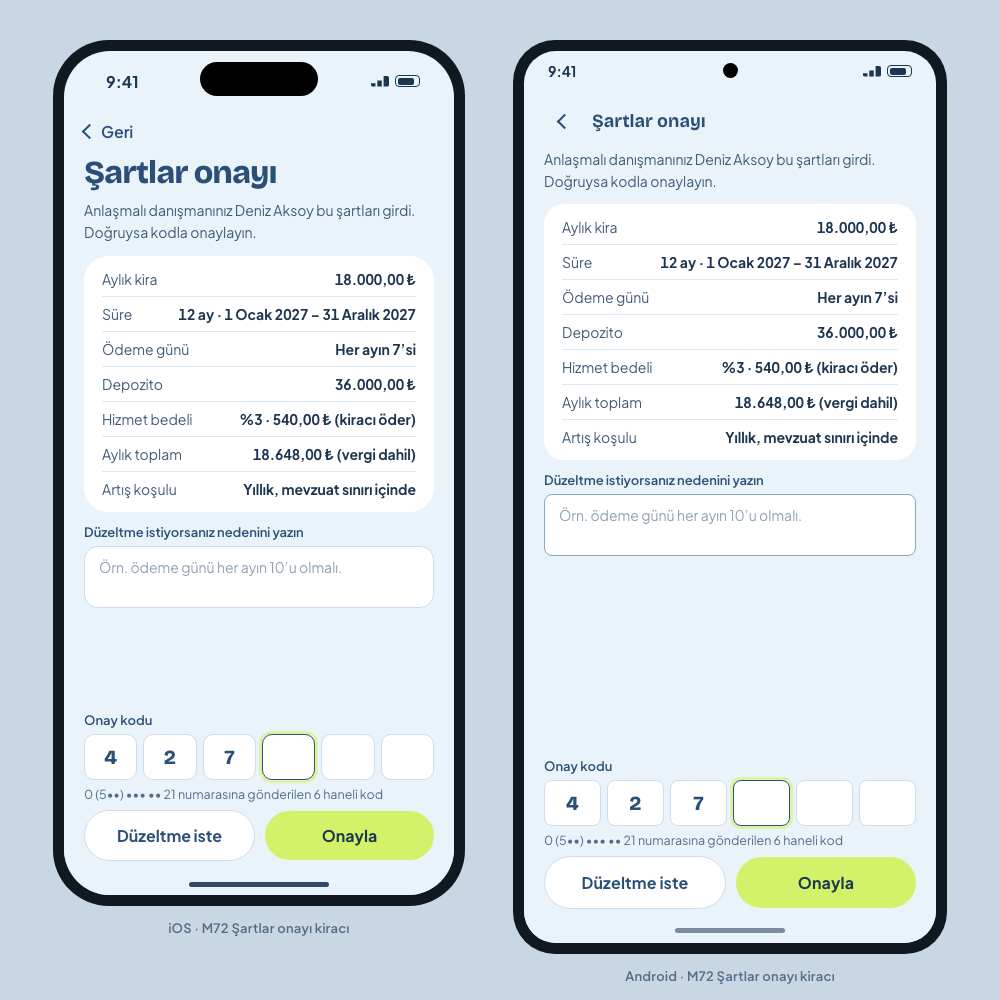 9:41
Geri
Şartlar onayı
Anlaşmalı danışmanınız Deniz Aksoy bu şartları girdi.
Doğruysa kodla onaylayın.
Aylık kira 18.000,00 ₺
Süre 12 ay · 1 Ocak 2027 – 31 Aralık 2027
Ödeme günü Her ayın 7’si
Depozito 36.000,00 ₺
Hizmet bedeli %3 · 540,00 ₺ (kiracı öder)
Aylık toplam 18.648,00 ₺ (vergi dahil)
Artış koşulu Yıllık, mevzuat sınırı içinde
Düzeltme istiyorsanız nedenini yazın
Örn. ödeme günü her ayın 10’u olmalı.
Onay kodu
4 2 7
0 (5••) ••• •• 21 numarasına gönderilen 6 haneli kod
Düzeltme iste Onayla
iOS · M72 Şartlar onayı kiracı
9:41
Şartlar onayı
Anlaşmalı danışmanınız Deniz Aksoy bu şartları girdi.
Doğruysa kodla onaylayın.
Aylık kira 18.000,00 ₺
Süre 12 ay · 1 Ocak 2027 – 31 Aralık 2027
Ödeme günü Her ayın 7’si
Depozito 36.000,00 ₺
Hizmet bedeli %3 · 540,00 ₺ (kiracı öder)
Aylık toplam 18.648,00 ₺ (vergi dahil)
Artış koşulu Yıllık, mevzuat sınırı içinde
Düzeltme istiyorsanız nedenini yazın
Örn. ödeme günü her ayın 10’u olmalı.
Onay kodu
4 2 7
0 (5••) ••• •• 21 numarasına gönderilen 6 haneli kod
Düzeltme iste Onayla
Android · M72 Şartlar onayı kiracı